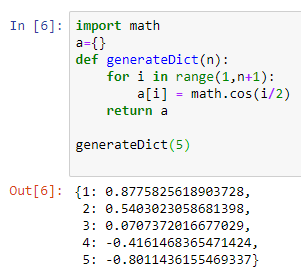 In [6]: import math
a={}
def generateDict(n):
    for i in range(1,n+1):
        a[i] = math.cos(i/2)
    return a

generateDict(5)
Out[6]: {1: 0.8775825618903728,
 2: 0.5403023058681398,
 3: 0.0707372016677029,
 4: -0.4161468365471424,
 5: -0.8011436155469337}